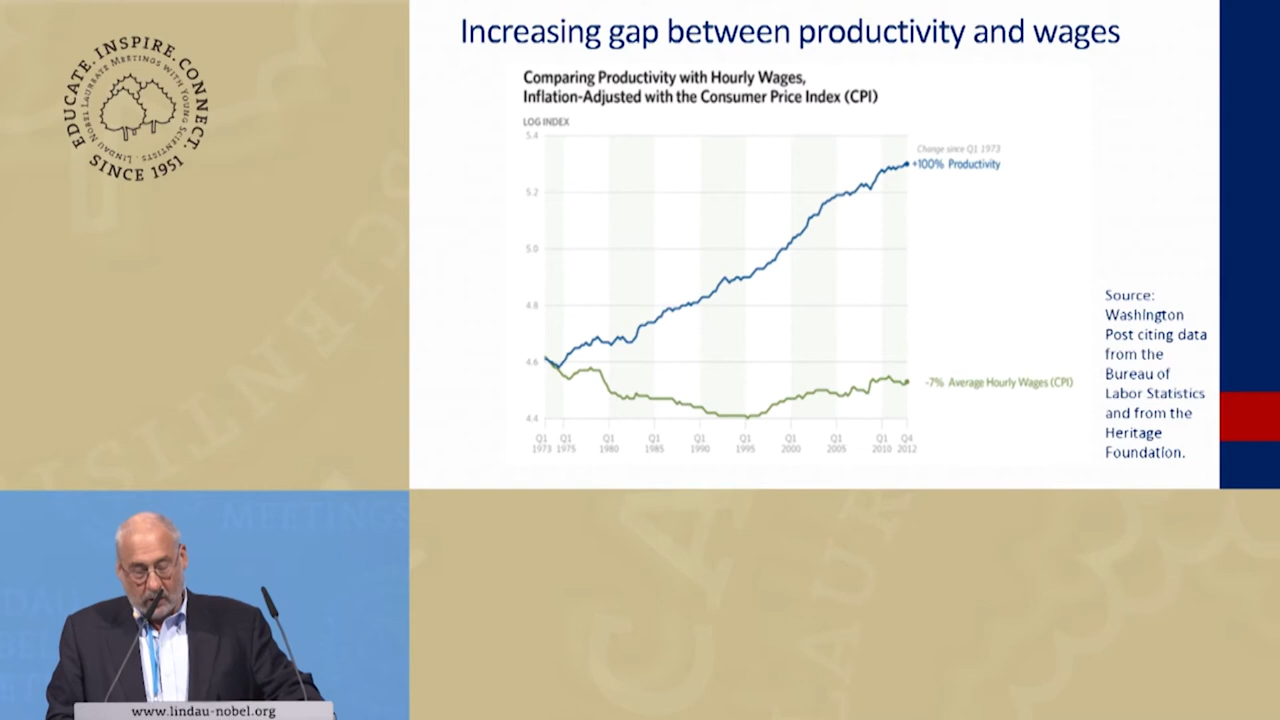 EDUCATE. INSPIRE. CONNECT.
LINDAU NOBEL LAUREATE MEETINGS WITH YOUNG SCIENTISTS
SINCE 1951
Increasing gap between productivity and wages
Comparing Productivity with Hourly Wages,
Inflation-Adjusted with the Consumer Price Index (CPI)
LOG INDEX
5.4
Change since Q1 1973
+100% Productivity
5.2
5.0
4.8
4.6
-7% Average Hourly Wages (CPI)
4.4
Q1 Q1 Q1 Q1 Q1 Q1 Q1 Q1 Q1 Q4
1973 1975 1980 1985 1990 1995 2000 2005 2010 2012
Source:
Washington
Post citing data
from the
Bureau of
Labor Statistics
and from the
Heritage
Foundation.
MEETINGS
www.lindau-nobel.org